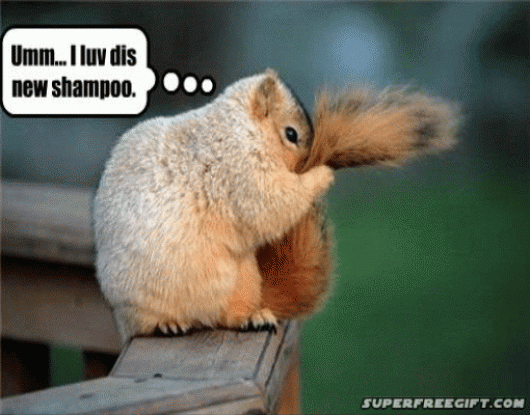 Umm... I luv dis
new shampoo.
SUPERFREEGIFT.COM